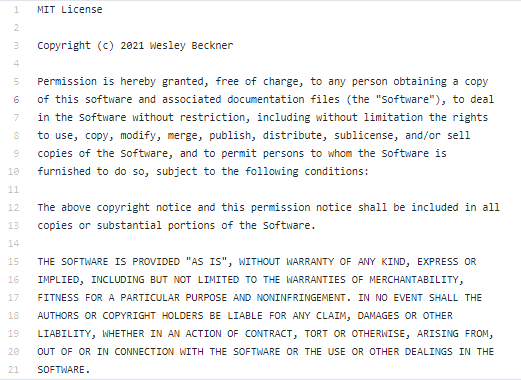 1 MIT License
2
3 Copyright (c) 2021 Wesley Beckner
4
5 Permission is hereby granted, free of charge, to any person obtaining a copy
6 of this software and associated documentation files (the "Software"), to deal
7 in the Software without restriction, including without limitation the rights
8 to use, copy, modify, merge, publish, distribute, sublicense, and/or sell
9 copies of the Software, and to permit persons to whom the Software is
10 furnished to do so, subject to the following conditions:
11
12 The above copyright notice and this permission notice shall be included in all
13 copies or substantial portions of the Software.
14
15 THE SOFTWARE IS PROVIDED "AS IS", WITHOUT WARRANTY OF ANY KIND, EXPRESS OR
16 IMPLIED, INCLUDING BUT NOT LIMITED TO THE WARRANTIES OF MERCHANTABILITY,
17 FITNESS FOR A PARTICULAR PURPOSE AND NONINFRINGEMENT. IN NO EVENT SHALL THE
18 AUTHORS OR COPYRIGHT HOLDERS BE LIABLE FOR ANY CLAIM, DAMAGES OR OTHER
19 LIABILITY, WHETHER IN AN ACTION OF CONTRACT, TORT OR OTHERWISE, ARISING FROM,
20 OUT OF OR IN CONNECTION WITH THE SOFTWARE OR THE USE OR OTHER DEALINGS IN THE
21 SOFTWARE.